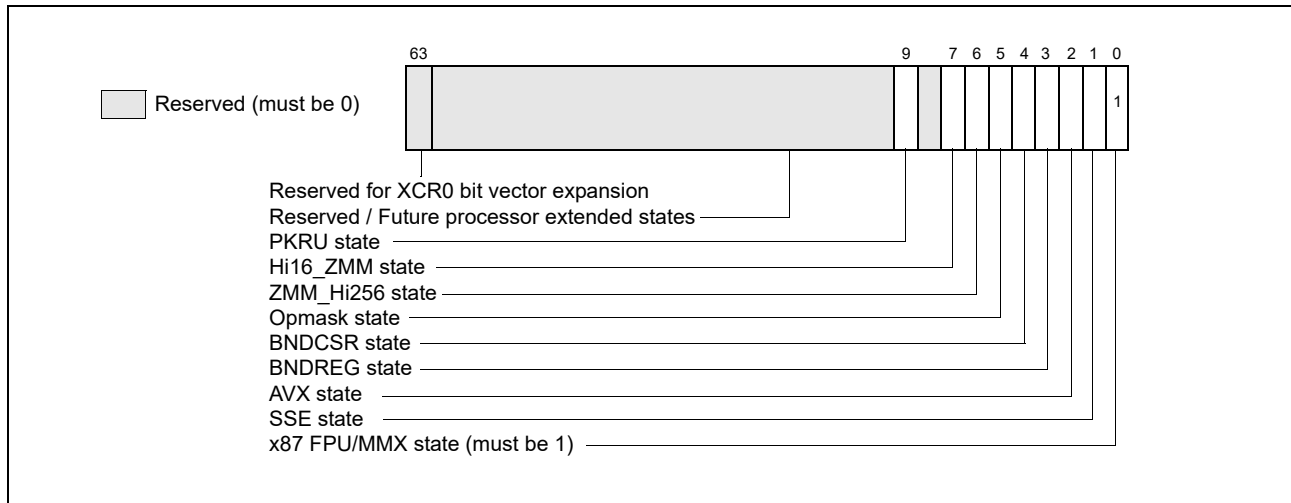 63 9 7 6 5 4 3 2 1 0
Reserved (must be 0)
1
Reserved for XCR0 bit vector expansion
Reserved / Future processor extended states
PKRU state
Hi16_ZMM state
ZMM_Hi256 state
Opmask state
BNDCSR state
BNDREG state
AVX state
SSE state
x87 FPU/MMX state (must be 1)